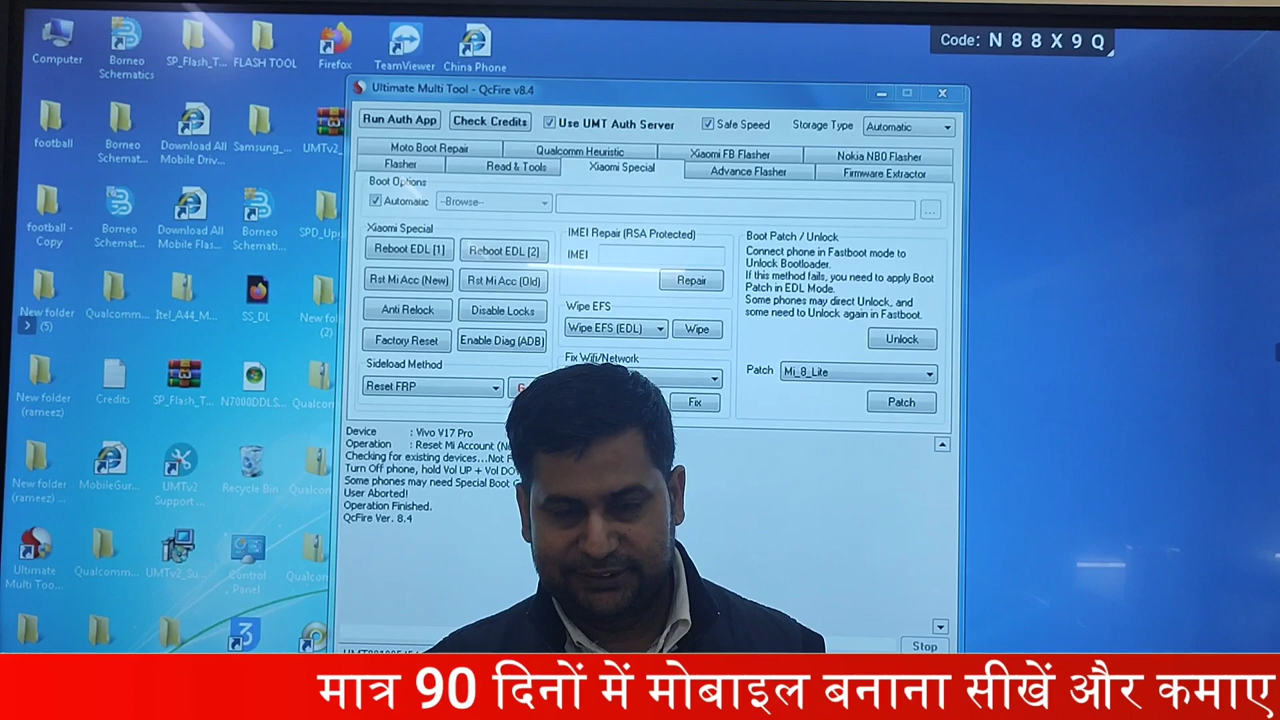 Code: N 8 8 X 9 Q
Computer
Borneo Schematics
SP_Flash_T...
FLASH TOOL
Firefox
TeamViewer
China Phone
football
Borneo Schemat...
Download All Mobile Driv...
Samsung_...
UMTv2_
football - Copy
Borneo Schemat...
Download All Mobile Flas...
Borneo Schemati...
SPD_Up
New folder (5)
Qualcomm...
Itel_A44_M...
SS_DL
New fol (2)
New folder (rameez)
Credits
SP_Flash_T...
N7000DDLS...
Qualcon
New folder (rameez) ...
MobileGur...
UMTv2 Support ...
Recycle Bin
Qualcon
Ultimate Multi Too...
Qualcomm...
UMTv2_Su...
Control Panel
Qualcon
Ultimate Multi Tool - QcFire v8.4
Run Auth App
Check Credits
Use UMT Auth Server
Safe Speed
Storage Type
Automatic
Moto Boot Repair
Qualcomm Heuristic
Xiaomi FB Flasher
Nokia NB0 Flasher
Flasher
Read & Tools
Xiaomi Special
Advance Flasher
Firmware Extractor
Boot Options
Automatic
--Browse--
...
Xiaomi Special
Reboot EDL [1]
Reboot EDL [2]
Rst Mi Acc (New)
Rst Mi Acc (Old)
Anti Relock
Disable Locks
Factory Reset
Enable Diag (ADB)
Sideload Method
Reset FRP
G
IMEI Repair (RSA Protected)
IMEI
Repair
Wipe EFS
Wipe EFS (EDL)
Wipe
Fix Wifi/Network
Fix
Boot Patch / Unlock
Connect phone in Fastboot mode to
Unlock Bootloader.
If this method fails, you need to apply Boot
Patch in EDL Mode.
Some phones may direct Unlock, and
some need to Unlock again in Fastboot.
Unlock
Patch
Mi_8_Lite
Patch
Device : Vivo V17 Pro
Operation : Reset Mi Account (N
Checking for existing devices...Not F
Turn Off phone, hold Vol UP + Vol DO
Some phones may need Special Boot
User Aborted!
Operation Finished.
QcFire Ver. 8.4
Stop
मात्र 90 दिनों में मोबाइल बनाना सीखें और कमाए